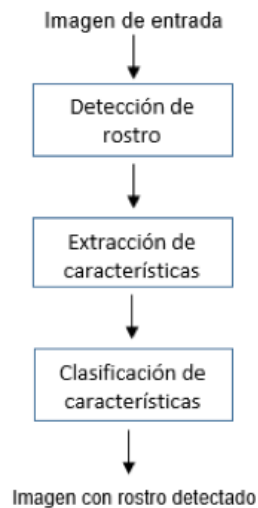 Imagen de entrada
Detección de
rostro
Extracción de
características
Clasificación de
características
Imagen con rostro detectado